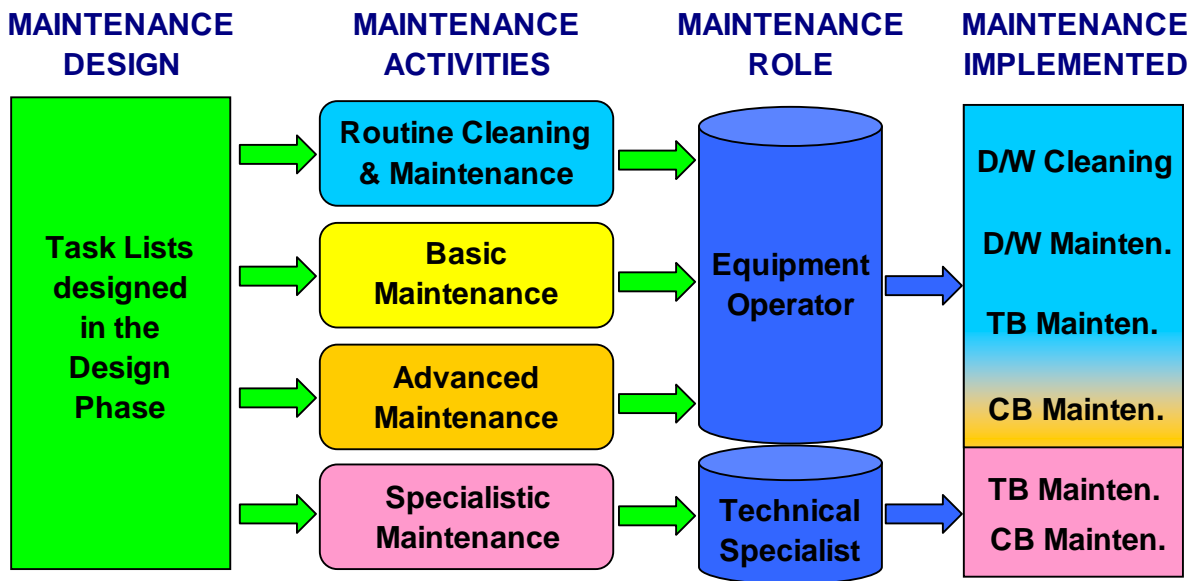 MAINTENANCE
DESIGN
MAINTENANCE
ACTIVITIES
MAINTENANCE
ROLE
MAINTENANCE
IMPLEMENTED
Task Lists
designed
in the
Design
Phase
Routine Cleaning
& Maintenance
Basic
Maintenance
Advanced
Maintenance
Specialistic
Maintenance
Equipment
Operator
Technical
Specialist
D/W Cleaning
D/W Mainten.
TB Mainten.
CB Mainten.
TB Mainten.
CB Mainten.